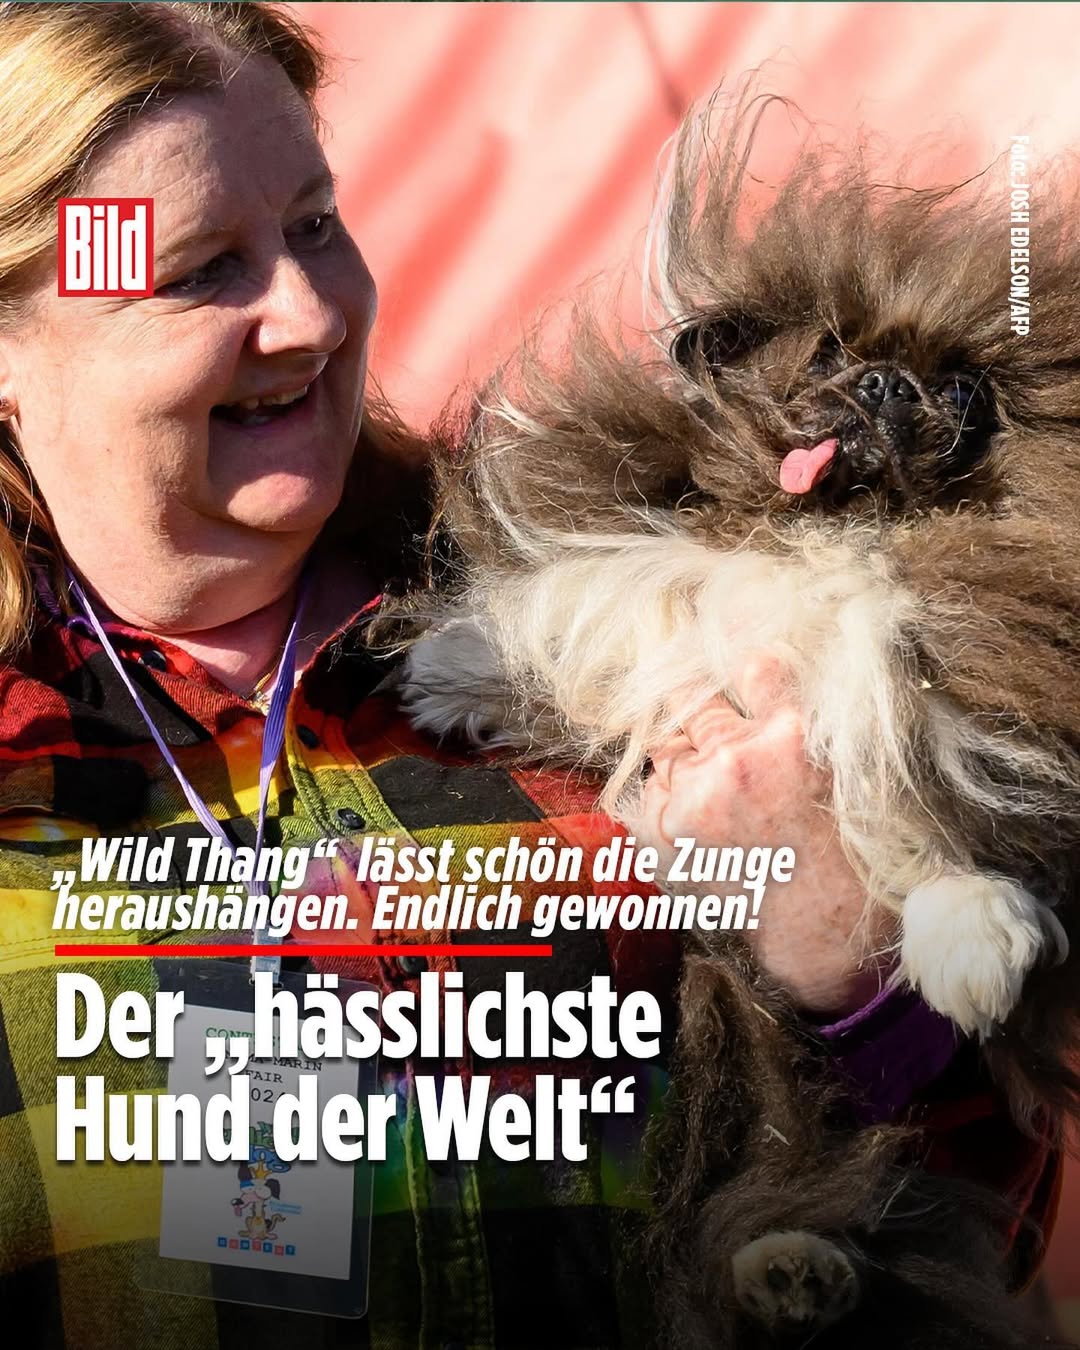 Bild
Foto: JOSH EDELSON/AFP
„Wild Thang“ lässt schön die Zunge
heraushängen. Endlich gewonnen!
Der „hässlichste
Hund der Welt“
FAIR